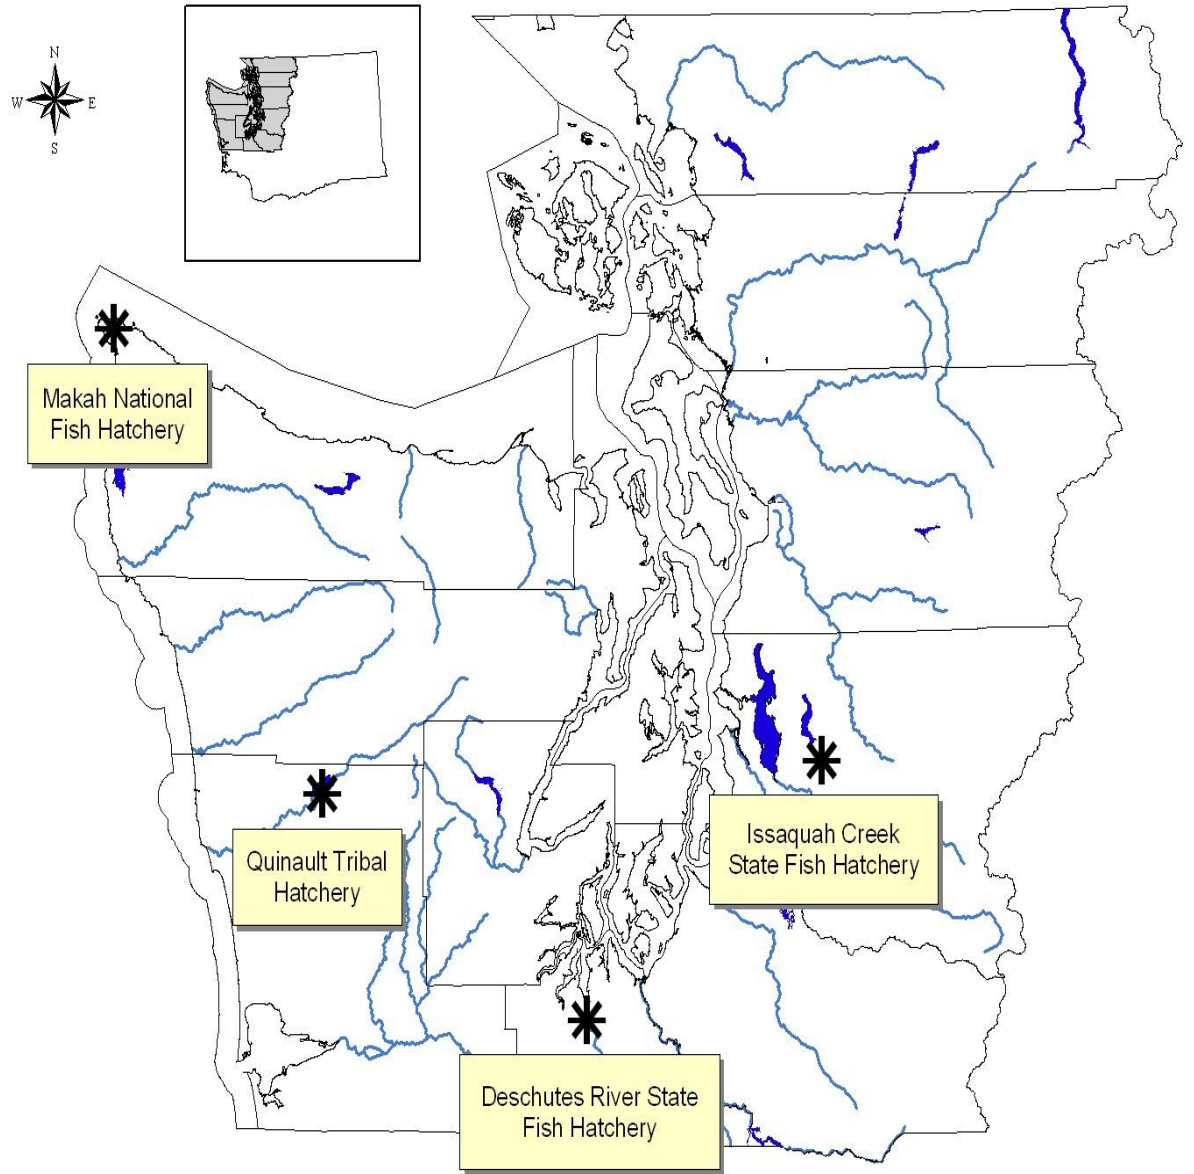 N
W E
S
Makah National
Fish Hatchery
Quinault Tribal
Hatchery
Issaquah Creek
State Fish Hatchery
Deschutes River State
Fish Hatchery